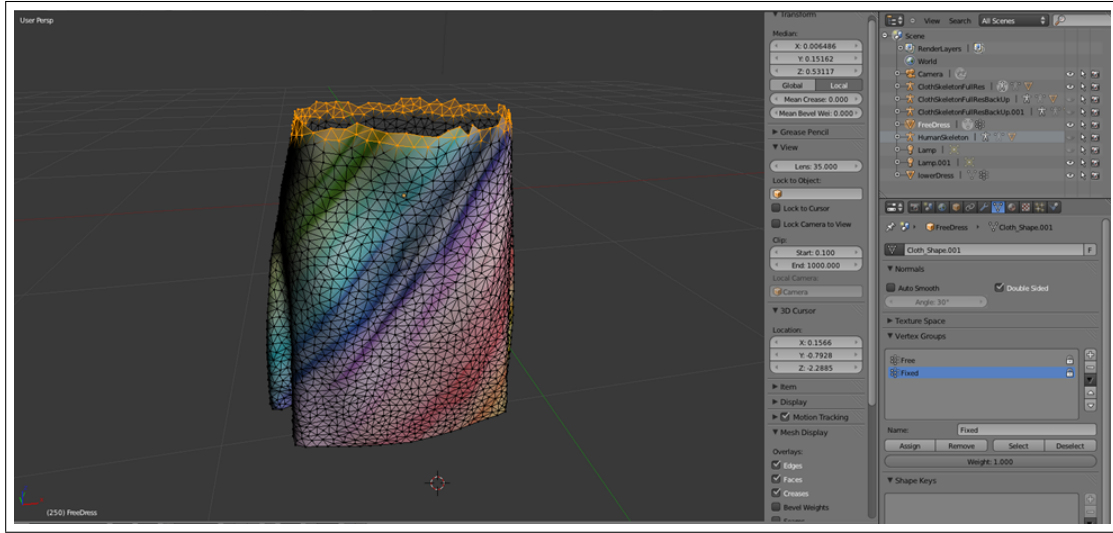 User Persp
(250) FreeDress
Transform
Median:
X: 0.006486
Y: 0.15162
Z: 0.53117
Global Local
Mean Crease: 0.000
Mean Bevel Wei: 0.000
Grease Pencil
View
Lens: 35.000
Lock to Object:
Lock to Cursor
Lock Camera to View
Clip:
Start: 0.100
End: 1000.000
Local Camera:
Camera
3D Cursor
Location:
X: 0.1566
Y: -0.7928
Z: -2.2885
Item
Display
Motion Tracking
Mesh Display
Overlays:
Edges
Faces
Creases
Bevel Weights
View Search All Scenes
Scene
RenderLayers
World
Camera
ClothSkeletonFullRes
ClothSkeletonFullResBackUp
ClothSkeletonFullResBackUp.001
FreeDress
HumanSkeleton
Lamp
Lamp.001
lowerDress
FreeDress Cloth_Shape.001
Cloth_Shape.001 F
Normals
Auto Smooth Double Sided
Angle: 30°
Texture Space
Vertex Groups
Free
Fixed
Name: Fixed
Assign Remove Select Deselect
Weight: 1.000
Shape Keys